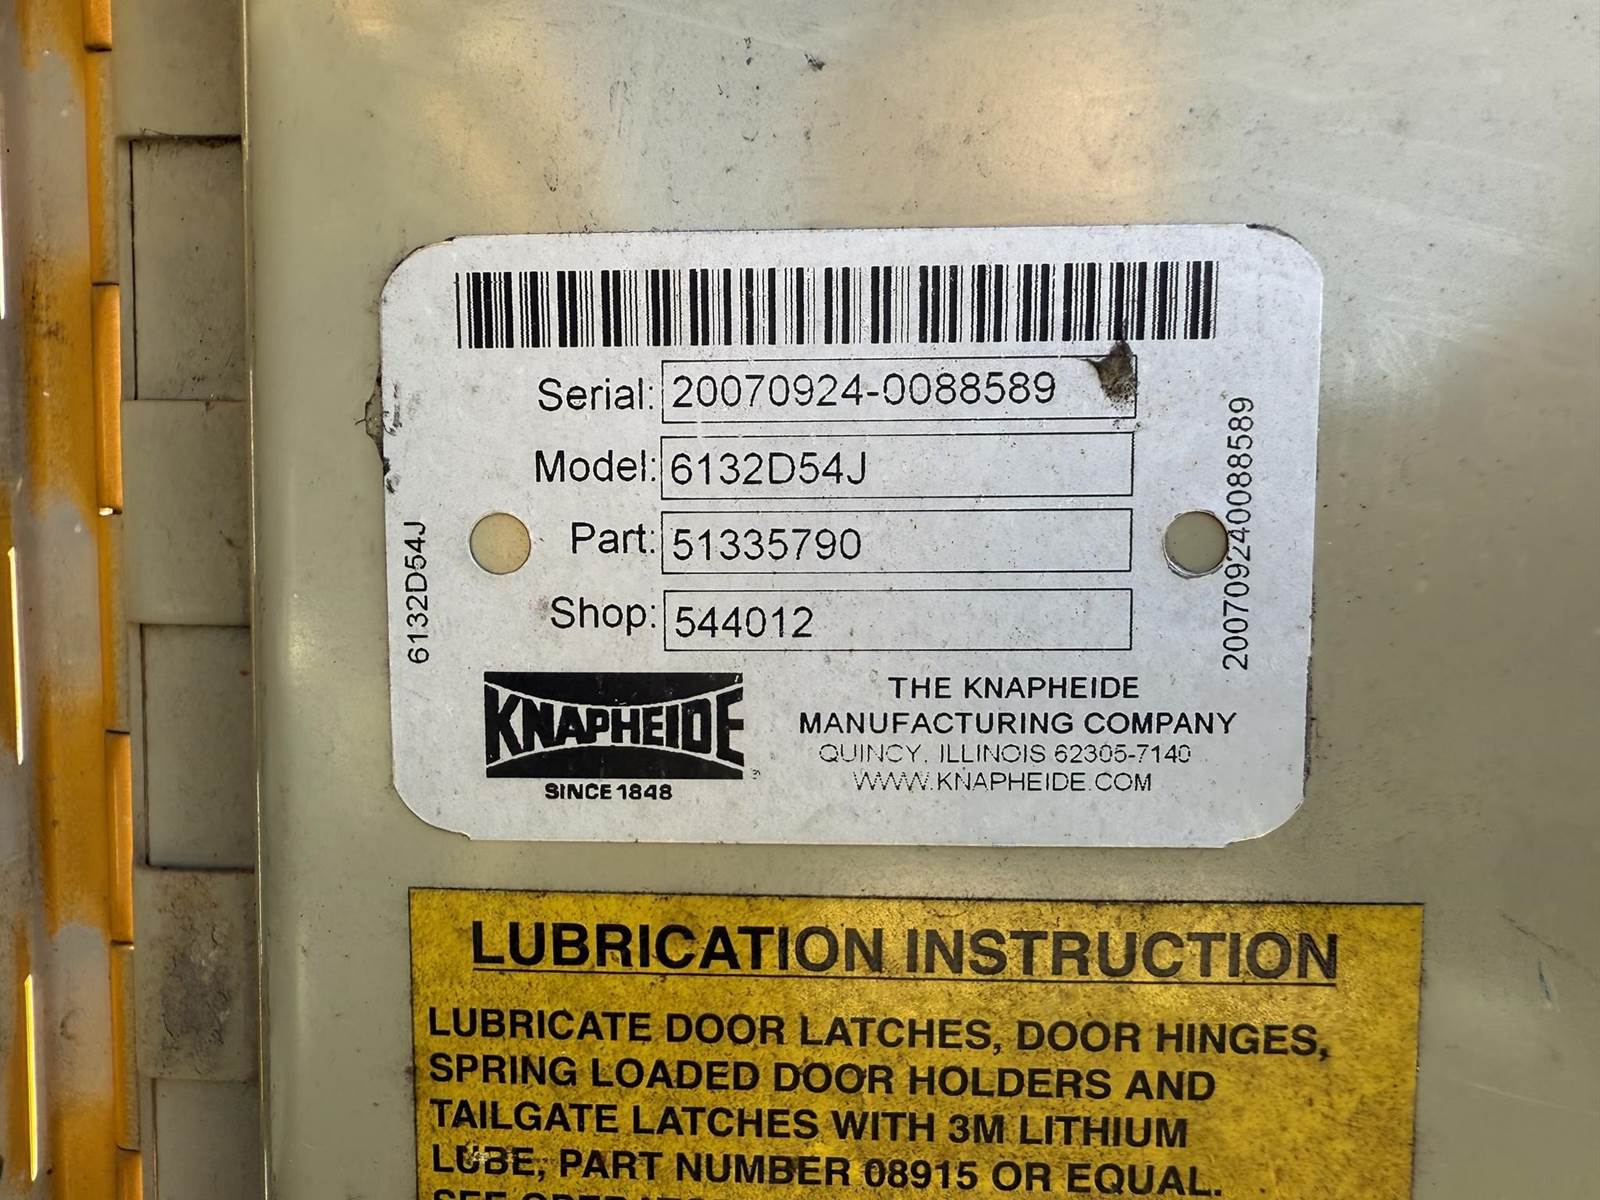 Serial: 20070924-0088589
Model: 6132D54J
Part: 51335790
Shop: 544012
6132D54J
200709240088589
KNAPHEIDE
SINCE 1848
THE KNAPHEIDE
MANUFACTURING COMPANY
QUINCY, ILLINOIS 62305-7140
WWW.KNAPHEIDE.COM
LUBRICATION INSTRUCTION
LUBRICATE DOOR LATCHES, DOOR HINGES,
SPRING LOADED DOOR HOLDERS AND
TAILGATE LATCHES WITH 3M LITHIUM
LUBE, PART NUMBER 08915 OR EQUAL.
SEE